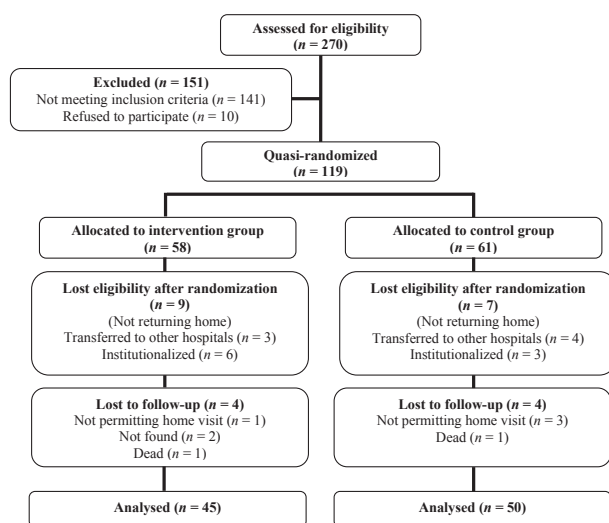 Assessed for eligibility
(n = 270)
Excluded (n = 151)
Not meeting inclusion criteria (n = 141)
Refused to participate (n = 10)
Quasi-randomized
(n = 119)
Allocated to intervention group
(n = 58)
Allocated to control group
(n = 61)
Lost eligibility after randomization
(n = 9)
(Not returning home)
Transferred to other hospitals (n = 3)
Institutionalized (n = 6)
Lost eligibility after randomization
(n = 7)
(Not returning home)
Transferred to other hospitals (n = 4)
Institutionalized (n = 3)
Lost to follow-up (n = 4)
Not permitting home visit (n = 1)
Not found (n = 2)
Dead (n = 1)
Lost to follow-up (n = 4)
Not permitting home visit (n = 3)
Dead (n = 1)
Analysed (n = 45)
Analysed (n = 50)